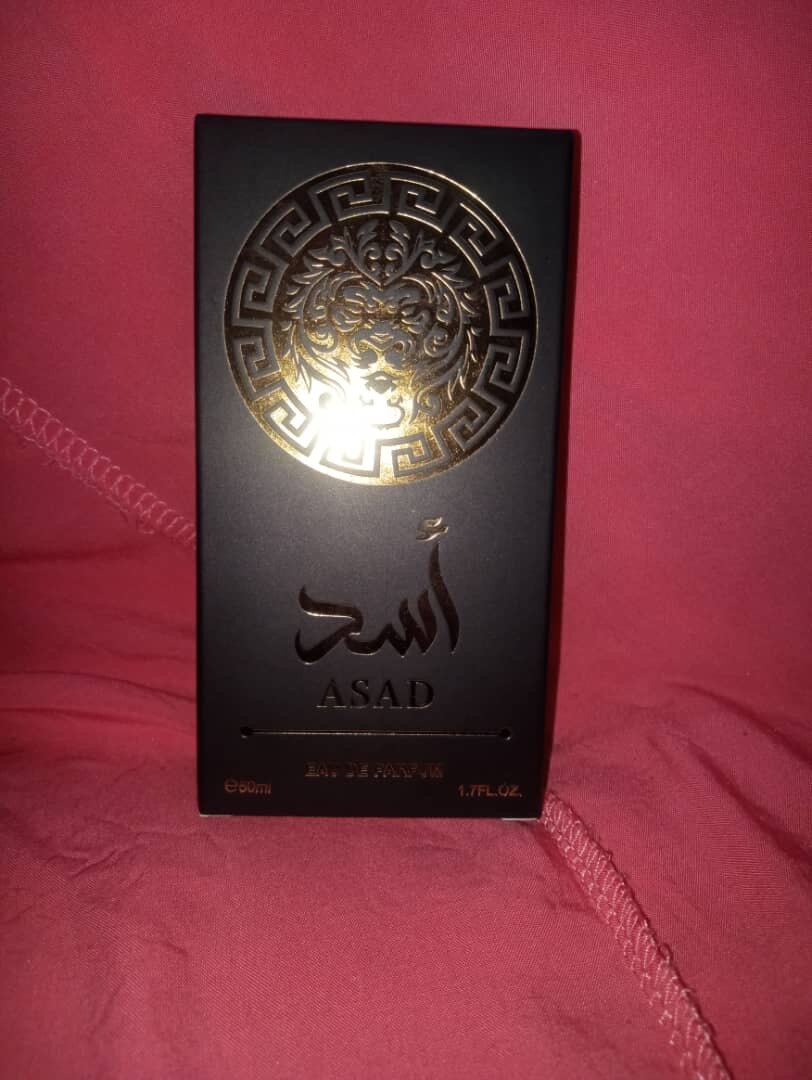 أسد
ASAD
EAU DE PARFUM
℮50ml 1.7FL.OZ.